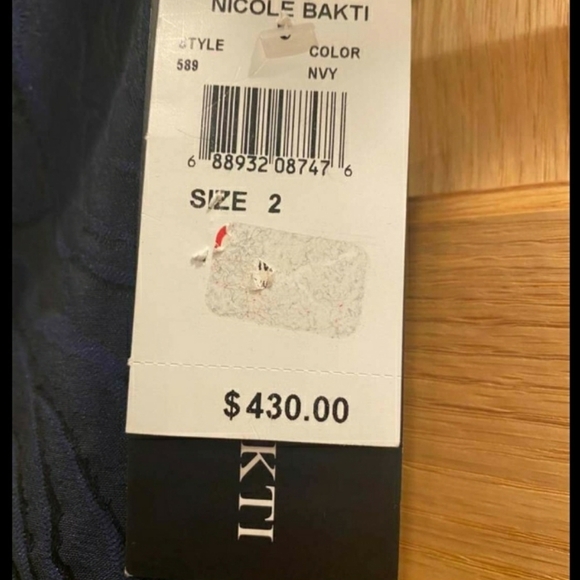 NICOLE BAKTI
STYLE COLOR
589 NVY
6 88932 08747 6
SIZE 2
$430.00
KTI